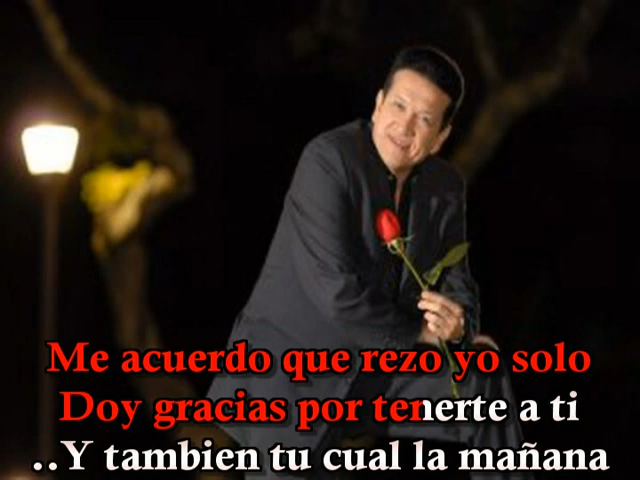 Me acuerdo que rezo yo solo
Doy gracias por tenerte a ti
..Y tambien tu cual la mañana